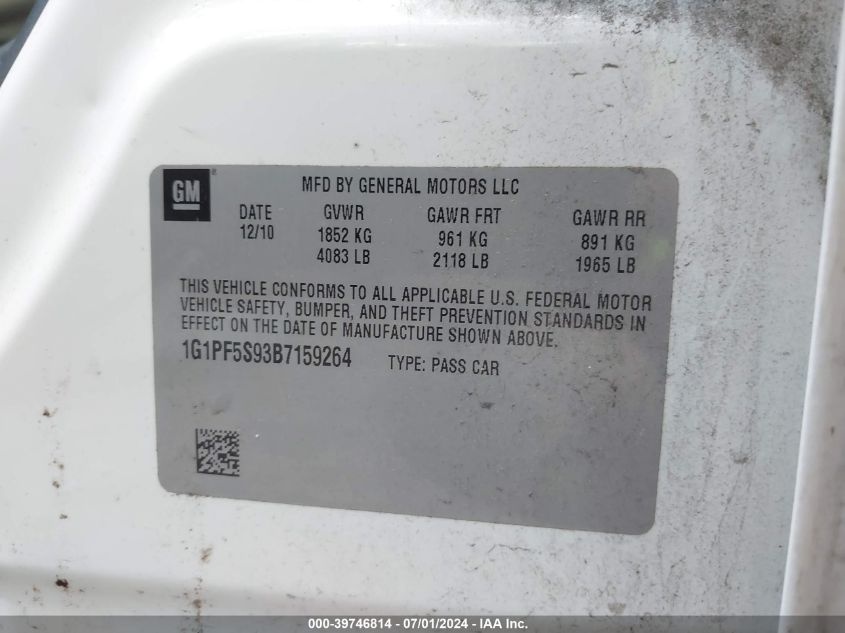 GM
MFD BY GENERAL MOTORS LLC
DATE GVWR GAWR FRT GAWR RR
12/10 1852 KG 961 KG 891 KG
4083 LB 2118 LB 1965 LB
THIS VEHICLE CONFORMS TO ALL APPLICABLE U.S. FEDERAL MOTOR
VEHICLE SAFETY, BUMPER, AND THEFT PREVENTION STANDARDS IN
EFFECT ON THE DATE OF MANUFACTURE SHOWN ABOVE.
1G1PF5S93B7159264 TYPE: PASS CAR
000-39746814 - 07/01/2024 - IAAI.com